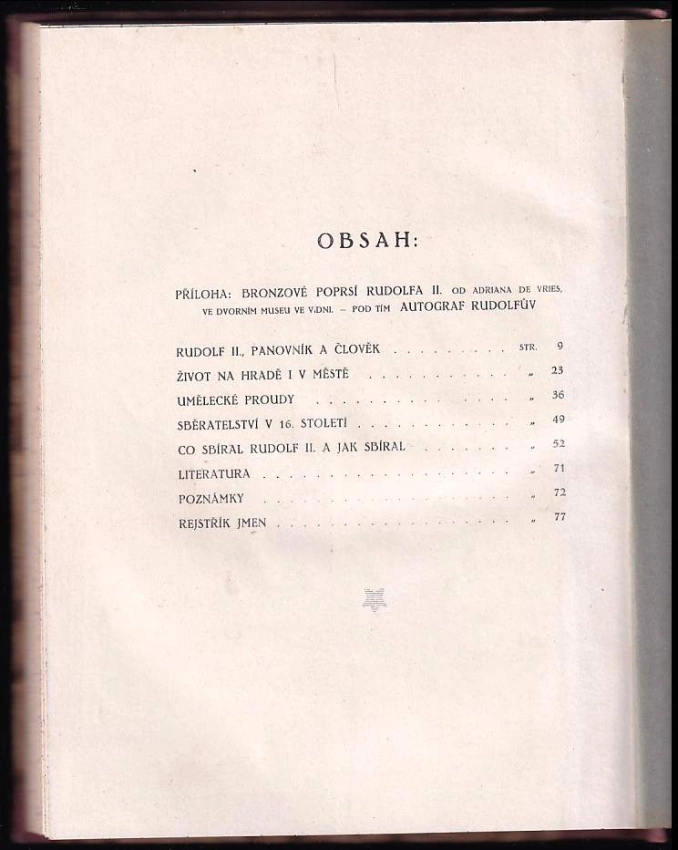 OBSAH:
PŘÍLOHA: BRONZOVÉ POPRSÍ RUDOLFA II. OD ADRIANA DE VRIES,
VE DVORNÍM MUSEU VE VÍDNI. — POD TÍM AUTOGRAF RUDOLFŮV
RUDOLF II., PANOVNÍK A ČLOVĚK . . . . . . . . . STR. 9
ŽIVOT NA HRADĚ I V MĚSTĚ . . . . . . . . . . . „ 23
UMĚLECKÉ PROUDY . . . . . . . . . . . . . . . „ 36
SBĚRATELSTVÍ V 16. STOLETÍ . . . . . . . . . . . . „ 49
CO SBÍRAL RUDOLF II. A JAK SBÍRAL . . . . . . . „ 52
LITERATURA . . . . . . . . . . . . . . . . . . . „ 71
POZNÁMKY . . . . . . . . . . . . . . . . . . . „ 72
REJSTŘÍK JMEN . . . . . . . . . . . . . . . . . . „ 77